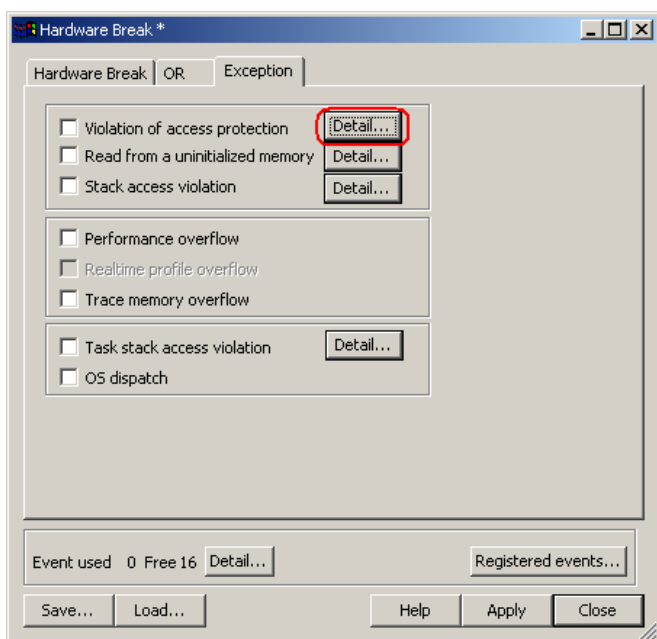 Hardware Break *
Hardware Break OR Exception
Violation of access protection Detail...
Read from a uninitialized memory Detail...
Stack access violation Detail...
Performance overflow
Realtime profile overflow
Trace memory overflow
Task stack access violation Detail...
OS dispatch
Event used 0 Free 16 Detail... Registered events...
Save... Load... Help Apply Close